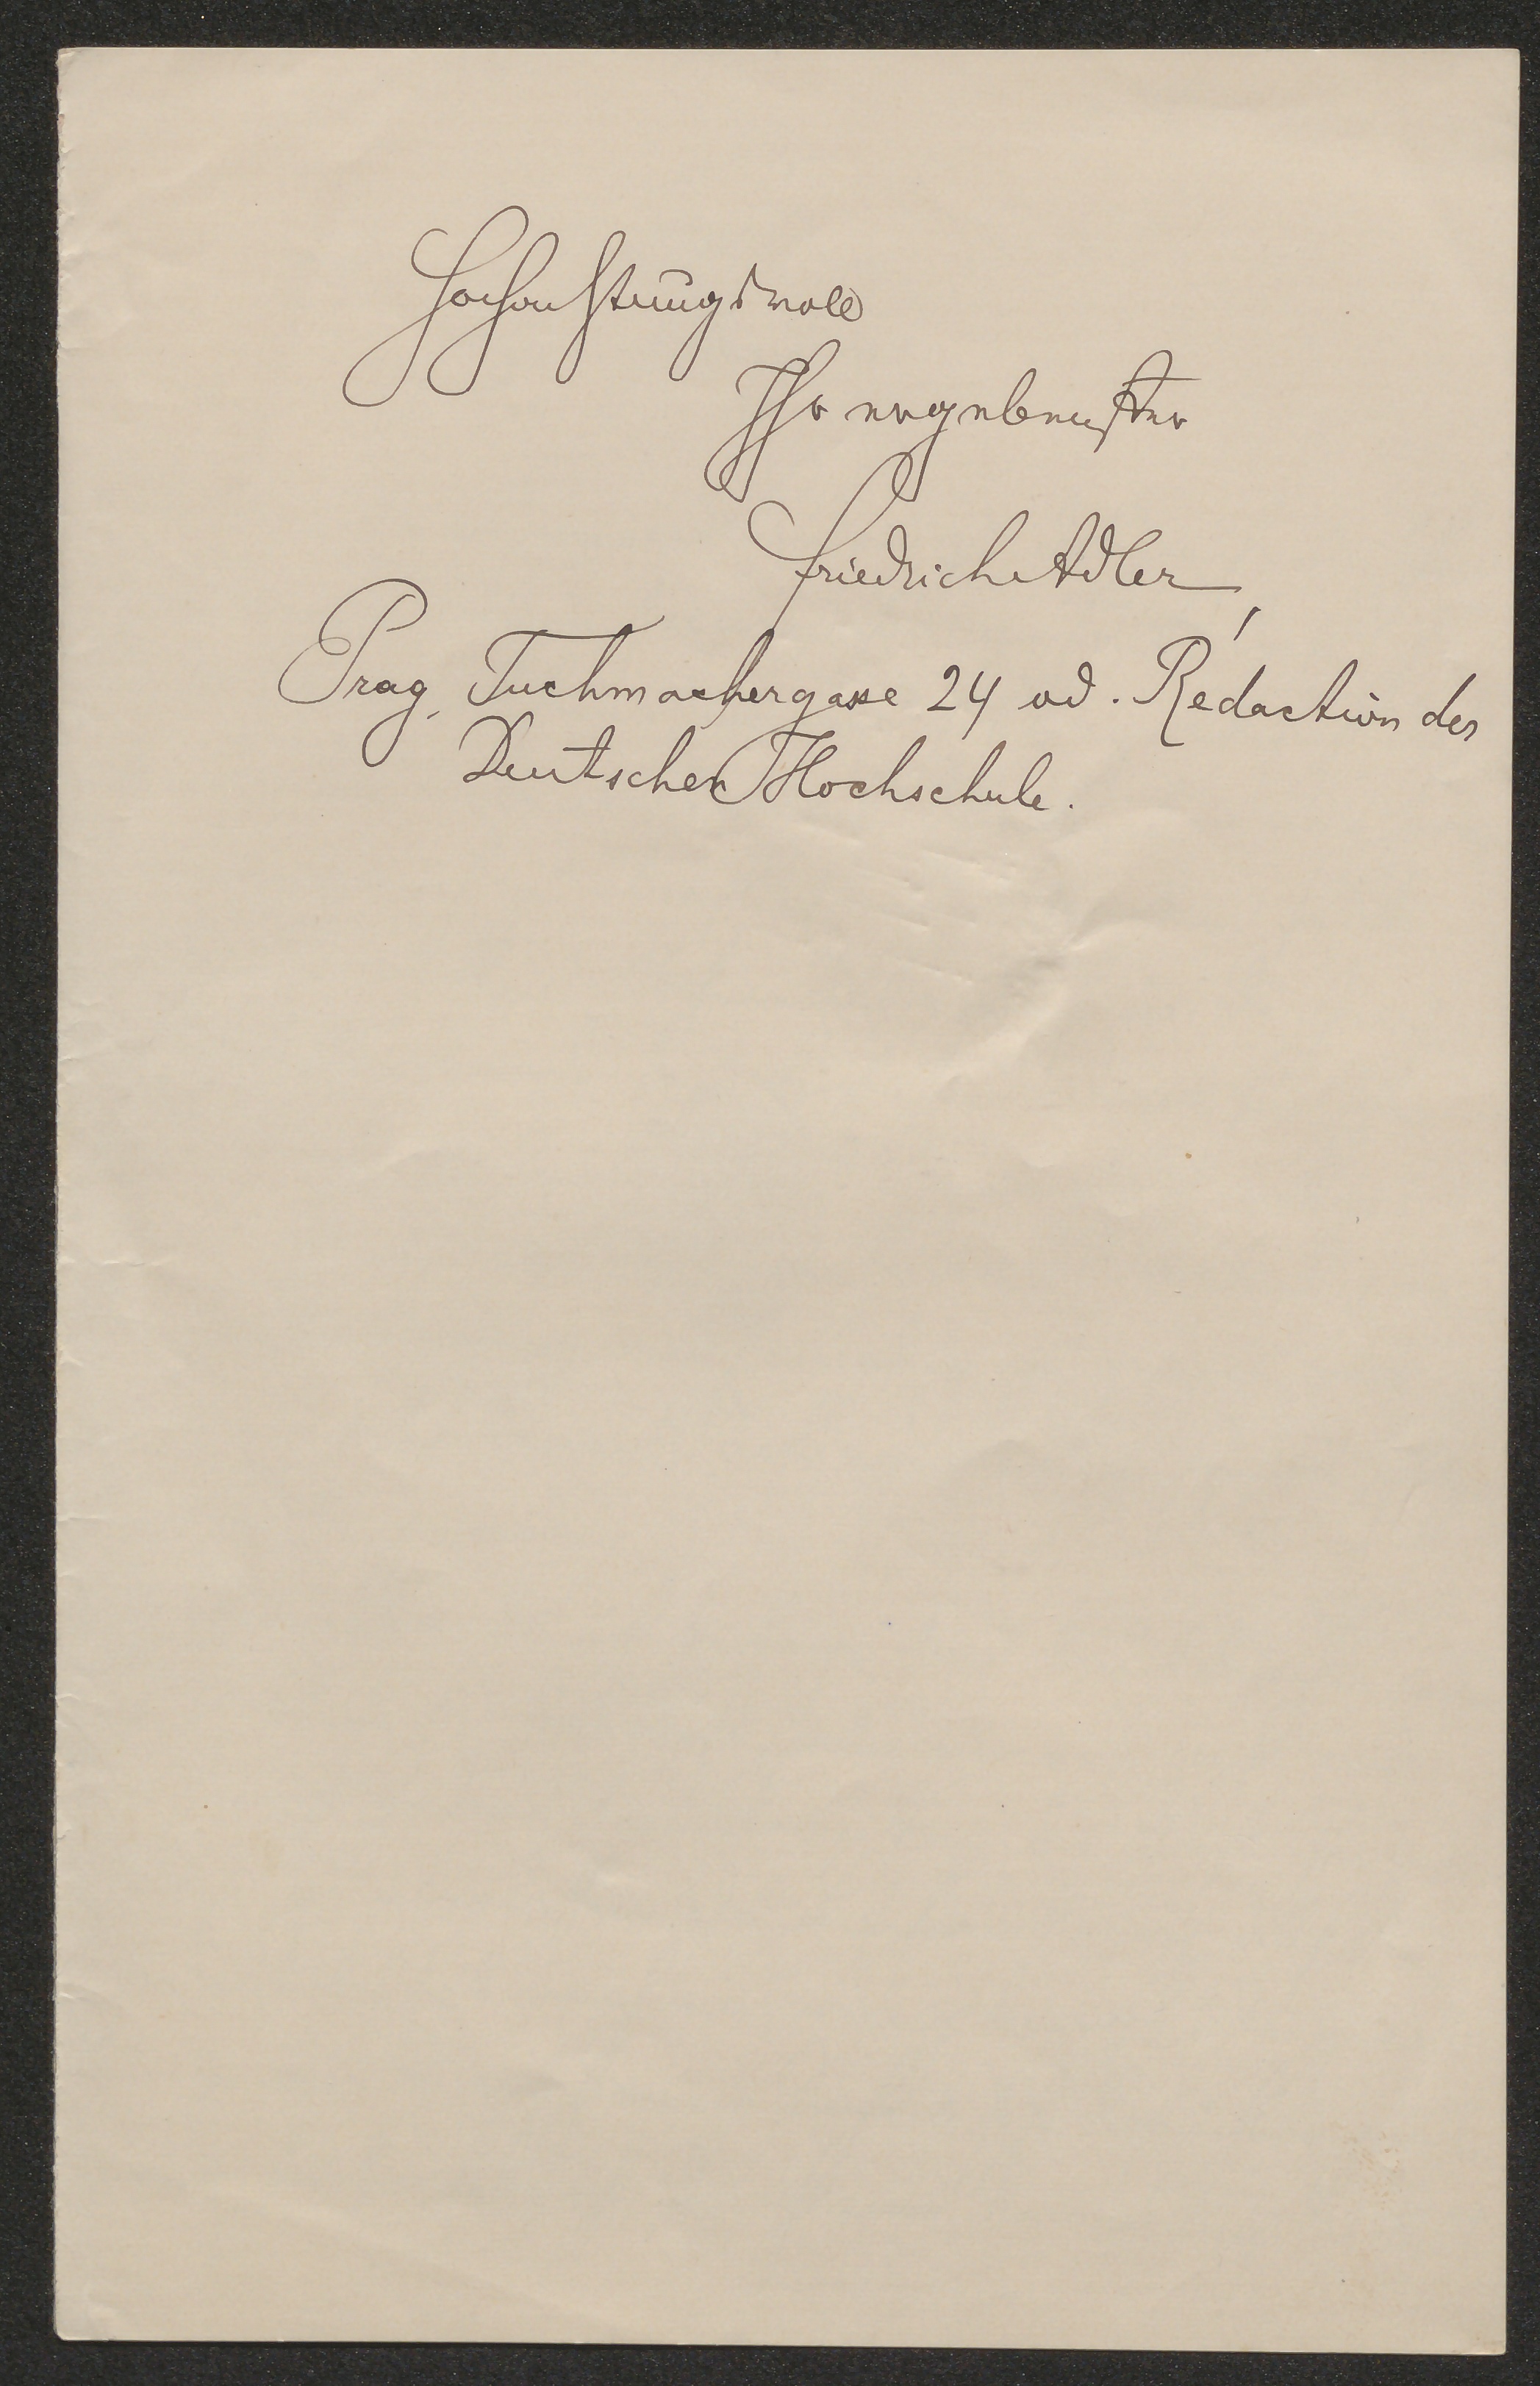 Hochachtungsvoll
Ihr ergebenster
Friedrich Adler,
Prag, Tuchmachergasse 24 od. Redaction der
Deutschen Hochschule.